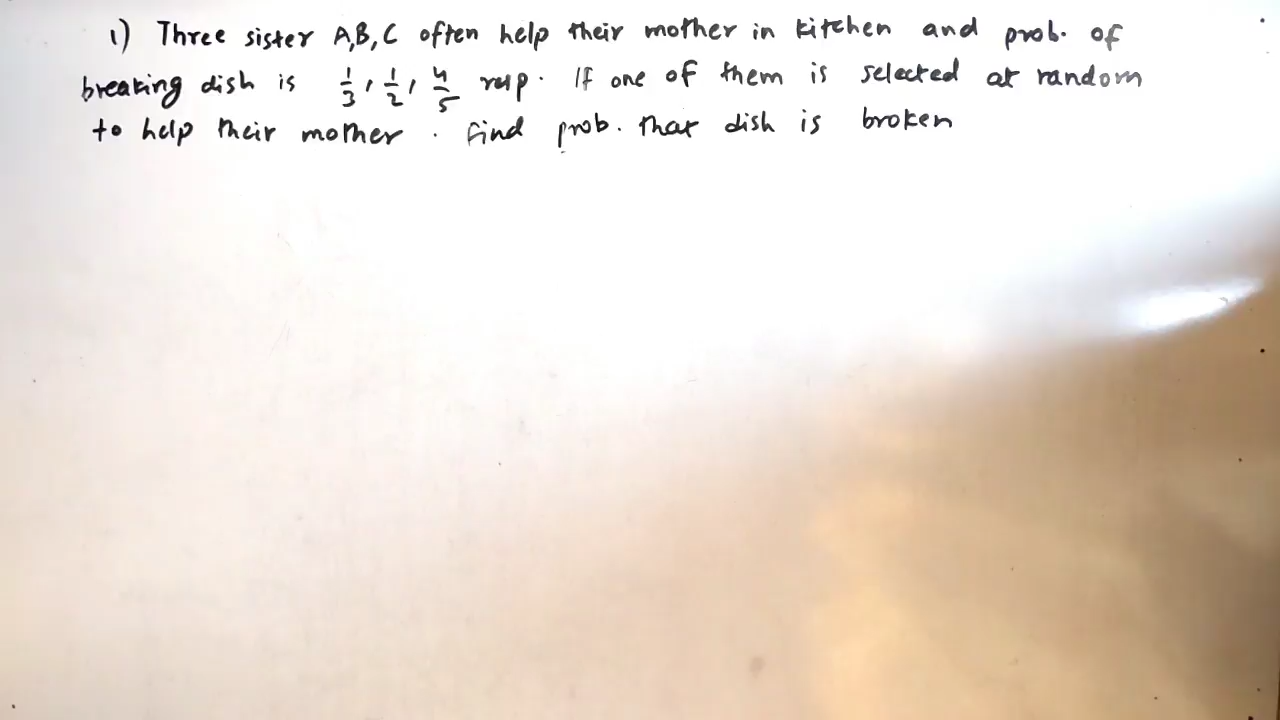 1) Three sister A,B,C often help their mother in kitchen and prob. of
breaking dish is 1/3, 1/2, 4/5 resp. If one of them is selected at random
to help their mother. find prob. that dish is broken